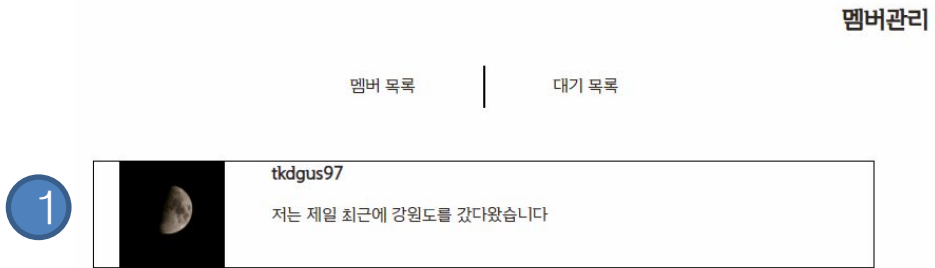 멤버관리
멤버 목록
대기 목록
tkdgus97
1
저는 제일 최근에 강원도를 갔다왔습니다